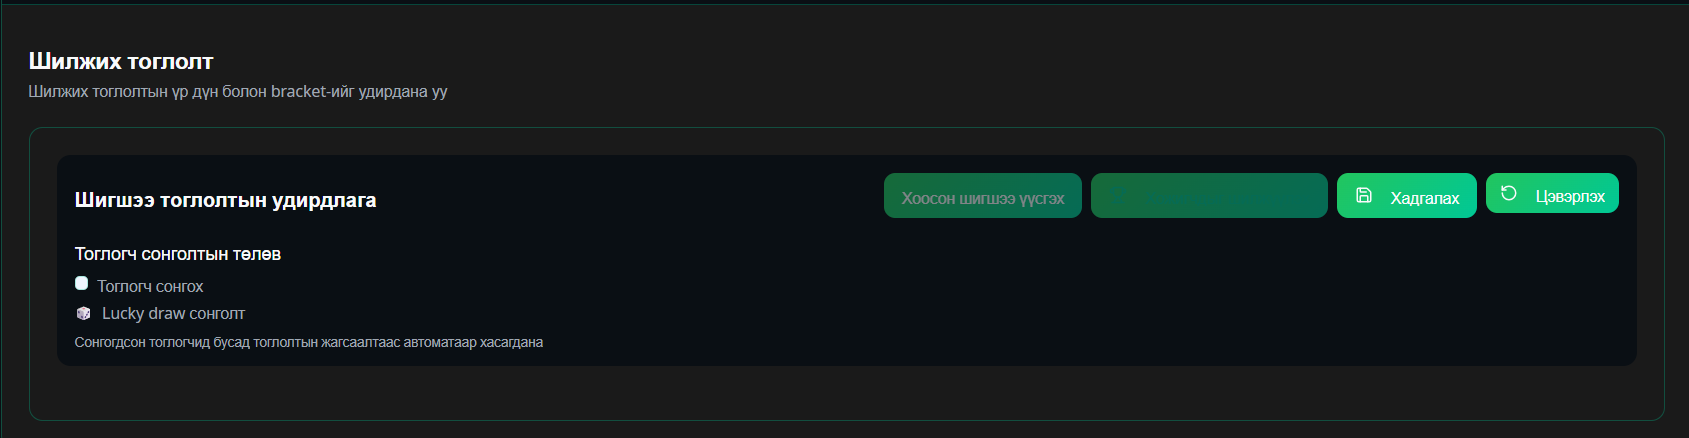 Шилжих тоглолт
Шилжих тоглолтын үр дүн болон bracket-ийг удирдана уу
Шигшээ тоглолтын удирдлага
Хоосон шигшээ үүсгэх
Хадгалах
Цэвэрлэх
Тоглогч сонголтын төлөв
Тоглогч сонгох
Lucky draw сонголт
Сонгогдсон тоглогчид бусад тоглолтын жагсаалтаас автоматаар хасагдана